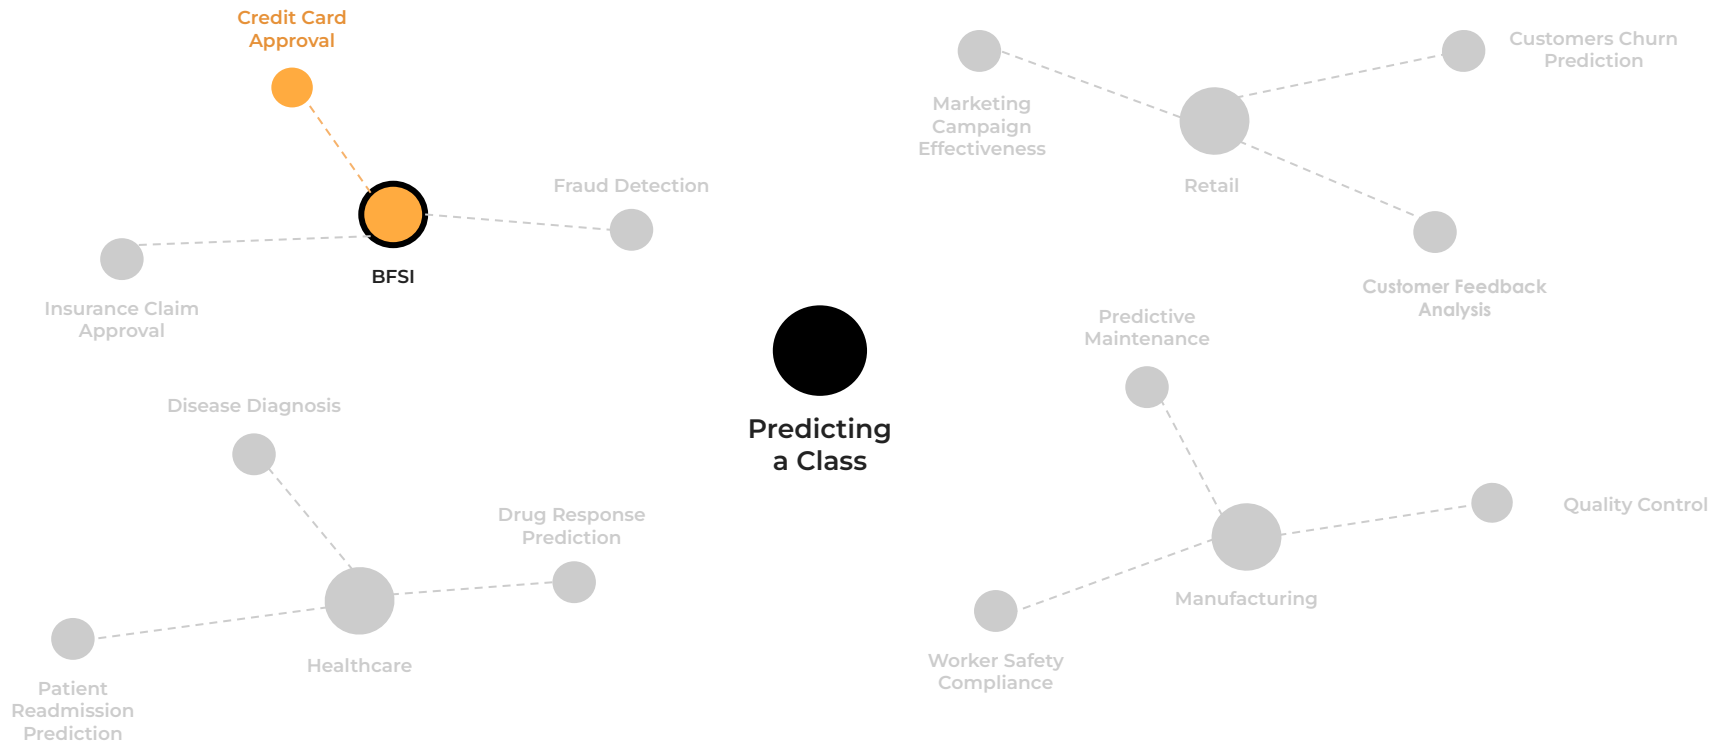 Credit Card
Approval
Fraud Detection
BFSI
Insurance Claim
Approval
Customers Churn
Prediction
Marketing
Campaign
Effectiveness
Retail
Customer Feedback
Analysis
Predicting
a Class
Disease Diagnosis
Drug Response
Prediction
Healthcare
Patient
Readmission
Prediction
Predictive
Maintenance
Quality Control
Manufacturing
Worker Safety
Compliance